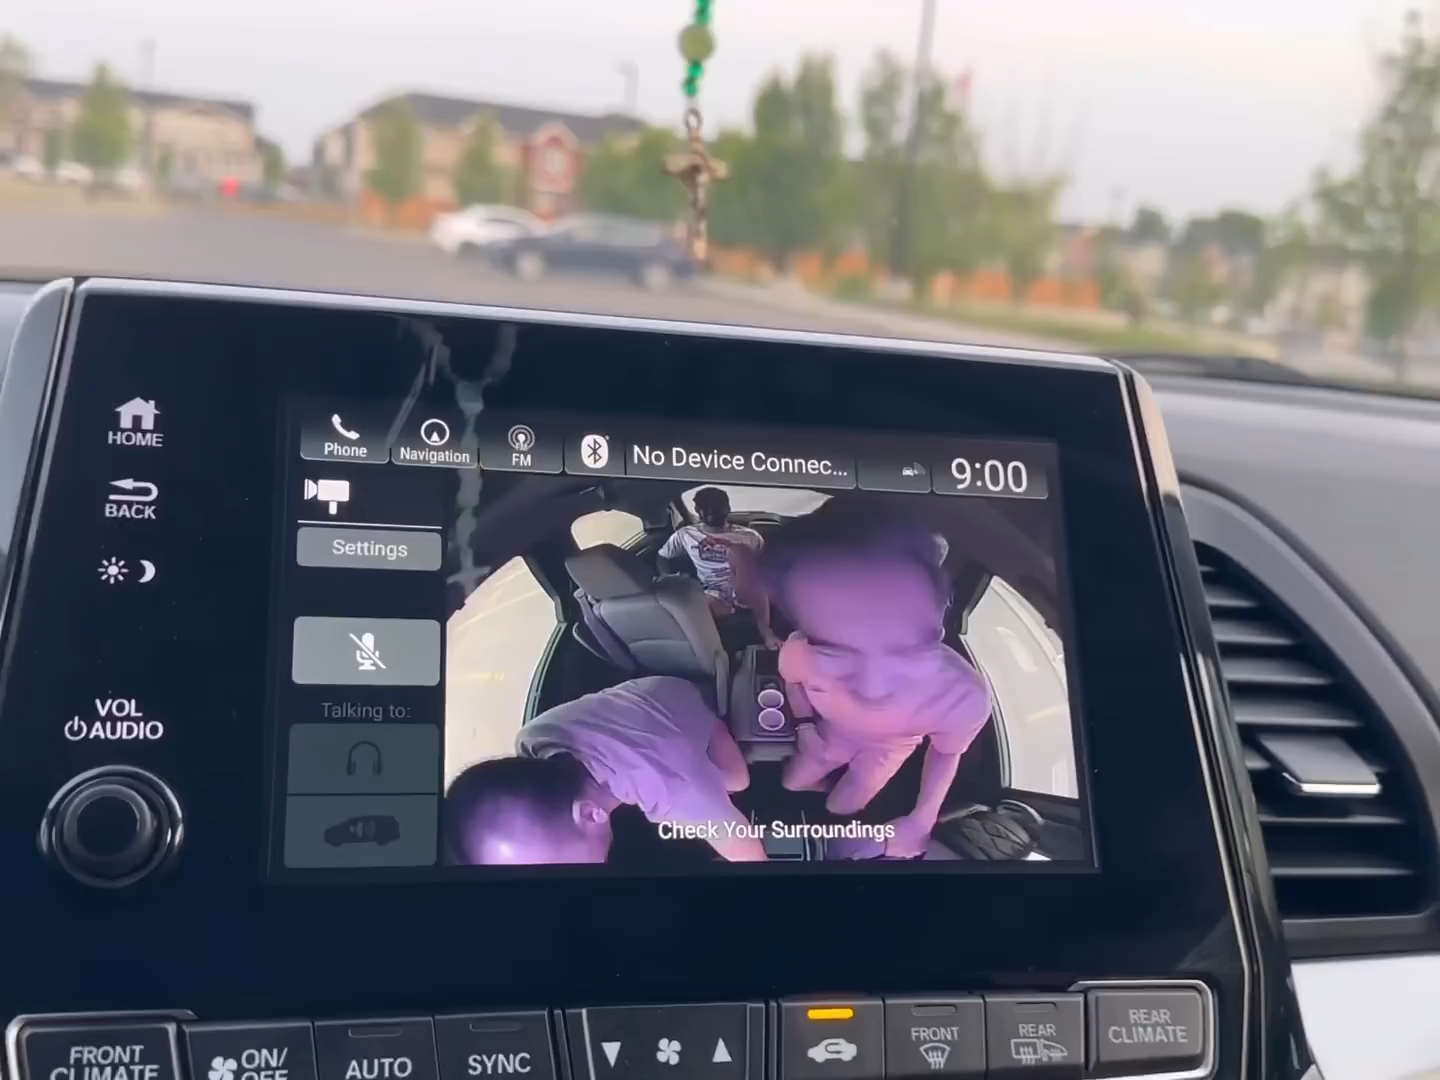 HOME
BACK
VOL
AUDIO
Phone
Navigation
FM
No Device Connec...
9:00
Settings
Talking to:
Check Your Surroundings
FRONT
CLIMATE
ON/
OFF
AUTO
SYNC
FRONT
REAR
REAR
CLIMATE